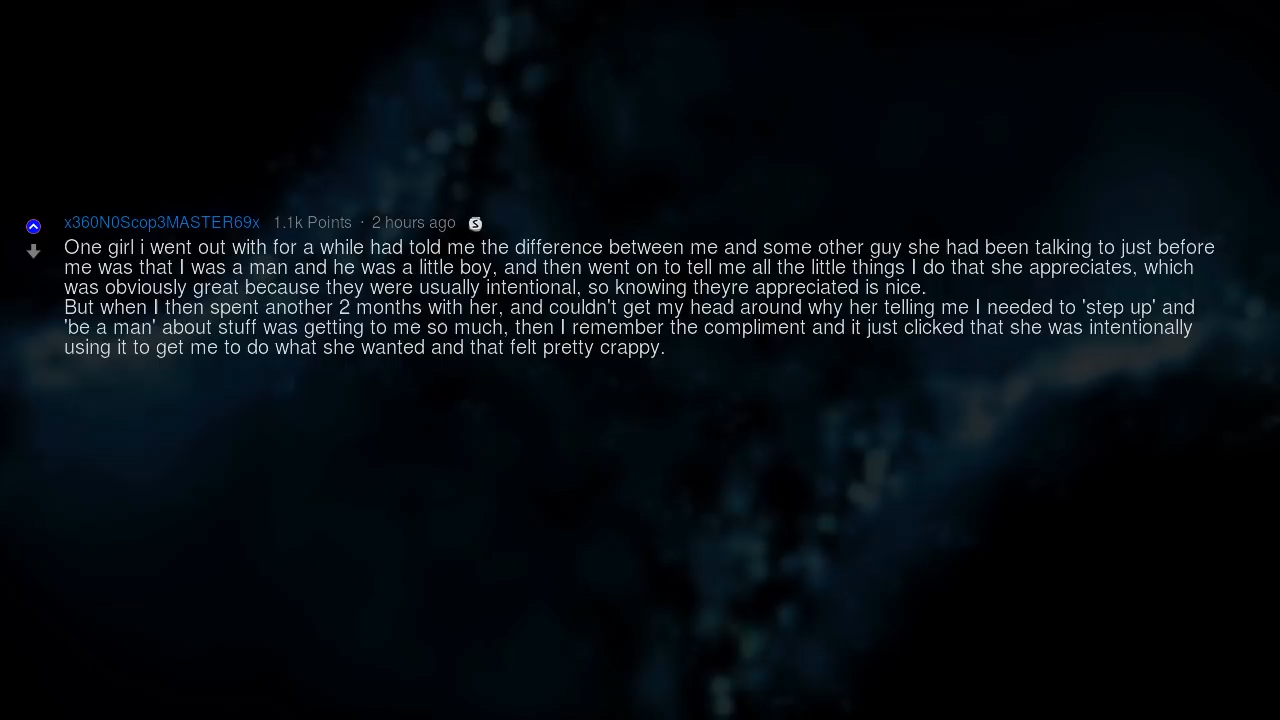 x360N0Scop3MASTER69x 1.1k Points · 2 hours ago S
One girl i went out with for a while had told me the difference between me and some other guy she had been talking to just before
me was that I was a man and he was a little boy, and then went on to tell me all the little things I do that she appreciates, which
was obviously great because they were usually intentional, so knowing theyre appreciated is nice.
But when I then spent another 2 months with her, and couldn't get my head around why her telling me I needed to 'step up' and
'be a man' about stuff was getting to me so much, then I remember the compliment and it just clicked that she was intentionally
using it to get me to do what she wanted and that felt pretty crappy.